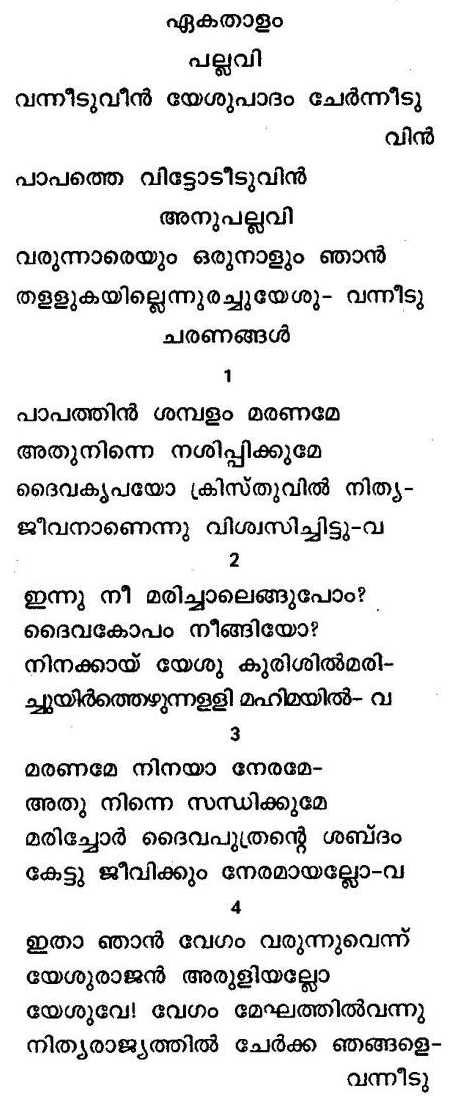 ഏകതാളം
പല്ലവി
വന്നീടുവീൻ യേശുപാദം ചേർന്നീടു
വിൻ
പാപത്തെ വിട്ടോടീടുവിൻ
അനുപല്ലവി
വരുന്നാരെയും ഒരുനാളും ഞാൻ
തളളുകയില്ലെന്നുരച്ചുയേശു- വന്നീടു
ചരണങ്ങൾ
1
പാപത്തിൻ ശമ്പളം മരണമേ
അതുനിന്നെ നശിപ്പിക്കുമേ
ദൈവകൃപയോ ക്രിസ്തുവിൽ നിത്യ-
ജീവനാണെന്നു വിശ്വസിച്ചിട്ടു-വ
2
ഇന്നു നീ മരിച്ചാലെങ്ങുപോം?
ദൈവകോപം നീങ്ങിയോ?
നിനക്കായ് യേശു കുരിശിൽമരി-
ച്ചുയിർത്തെഴുന്നളളി മഹിമയിൽ- വ
3
മരണമേ നിനയാ നേരമേ-
അതു നിന്നെ സന്ധിക്കുമേ
മരിച്ചോർ ദൈവപുത്രന്റെ ശബ്ദം
കേട്ടു ജീവിക്കും നേരമായല്ലോ-വ
4
ഇതാ ഞാൻ വേഗം വരുന്നുവെന്ന്
യേശുരാജൻ അരുളിയല്ലോ
യേശുവേ! വേഗം മേഘത്തിൽവന്നു
നിത്യരാജ്യത്തിൽ ചേർക്ക ഞങ്ങളെ-
വന്നീടു